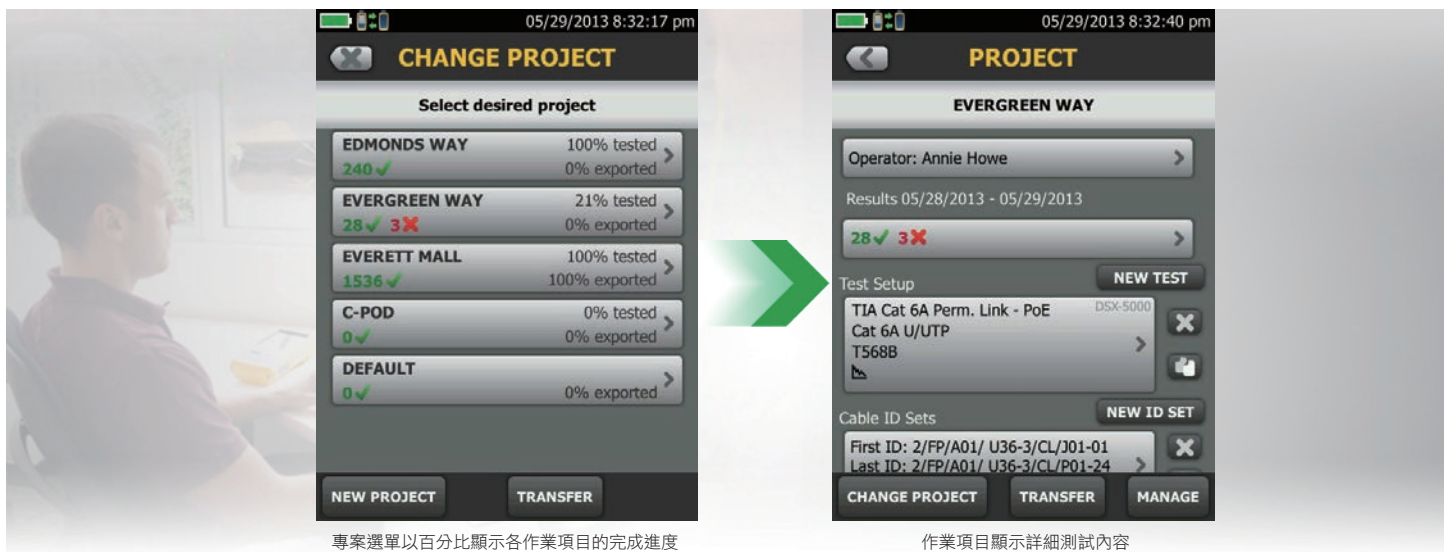 05/29/2013 8:32:17 pm
CHANGE PROJECT
Select desired project
EDMONDS WAY 100% tested
240 0% exported
EVERGREEN WAY 21% tested
28 3 0% exported
EVERETT MALL 100% tested
1536 100% exported
C-POD 0% tested
0 0% exported
DEFAULT
0 0% exported
NEW PROJECT TRANSFER
專案選單以百分比顯示各作業項目的完成進度
05/29/2013 8:32:40 pm
PROJECT
EVERGREEN WAY
Operator: Annie Howe
Results 05/28/2013 - 05/29/2013
28 3
Test Setup NEW TEST
TIA Cat 6A Perm. Link - PoE DSX-5000
Cat 6A U/UTP
T568B
Cable ID Sets NEW ID SET
First ID: 2/FP/A01/ U36-3/CL/J01-01
Last ID: 2/FP/A01/ U36-3/CL/P01-24
CHANGE PROJECT TRANSFER MANAGE
作業項目顯示詳細測試內容